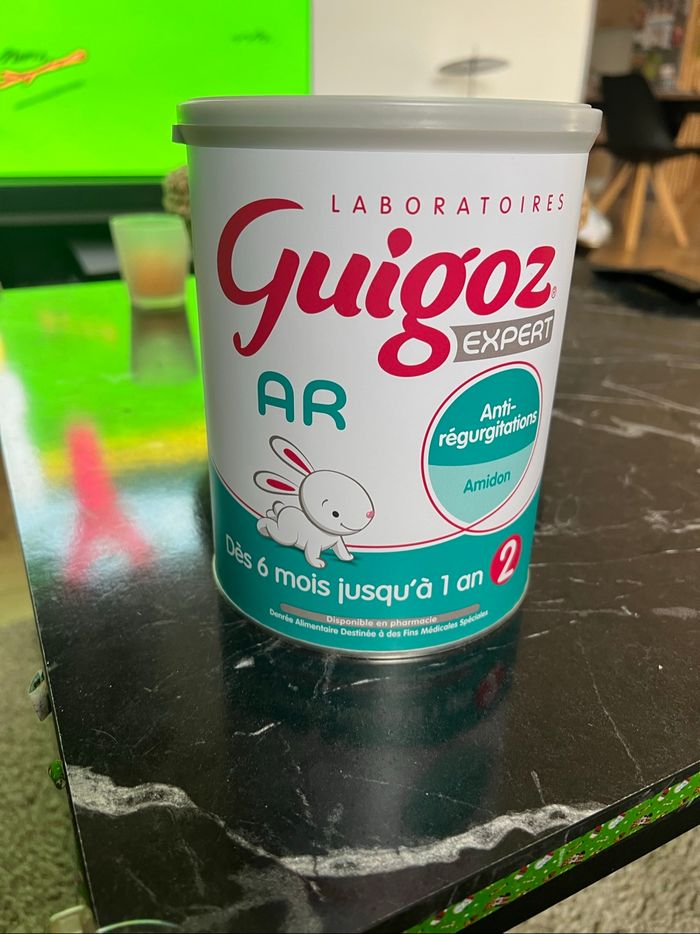 LABORATOIRES
Guigoz®
EXPERT
AR
Anti-
régurgitations
Amidon
Dès 6 mois jusqu'à 1 an 2
Disponible en pharmacie
Denrée Alimentaire Destinée à des Fins Médicales Spéciales